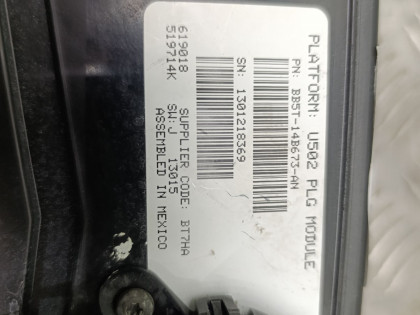 PLATFORM: U502 PLG MODULE
PN: BB5T-14B673-AN
SN: 1301218369
619018 SUPPLIER CODE: BT7HA
519714K SW:J 13015
ASSEMBLED IN MEXICO